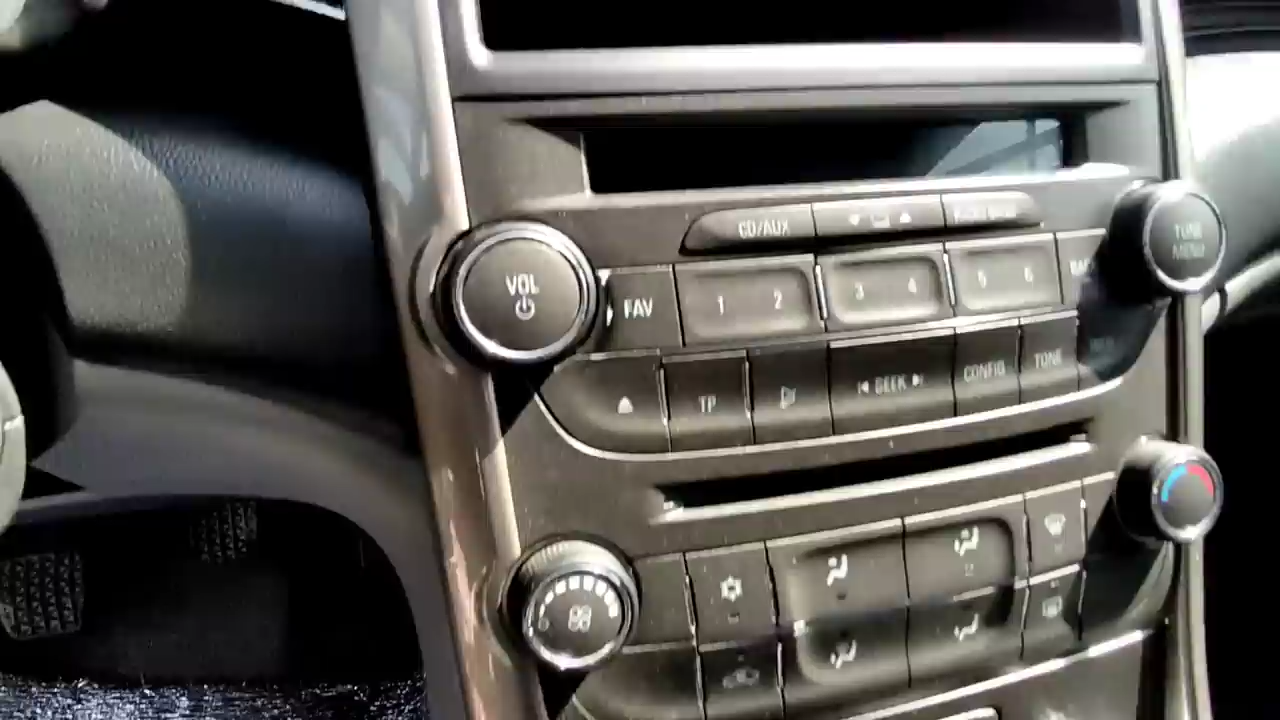 CD/AUX
VOL
FAV
1 2
3 4
5 6
TUNE
MENU
TP
SEEK
CONFIG
TONE